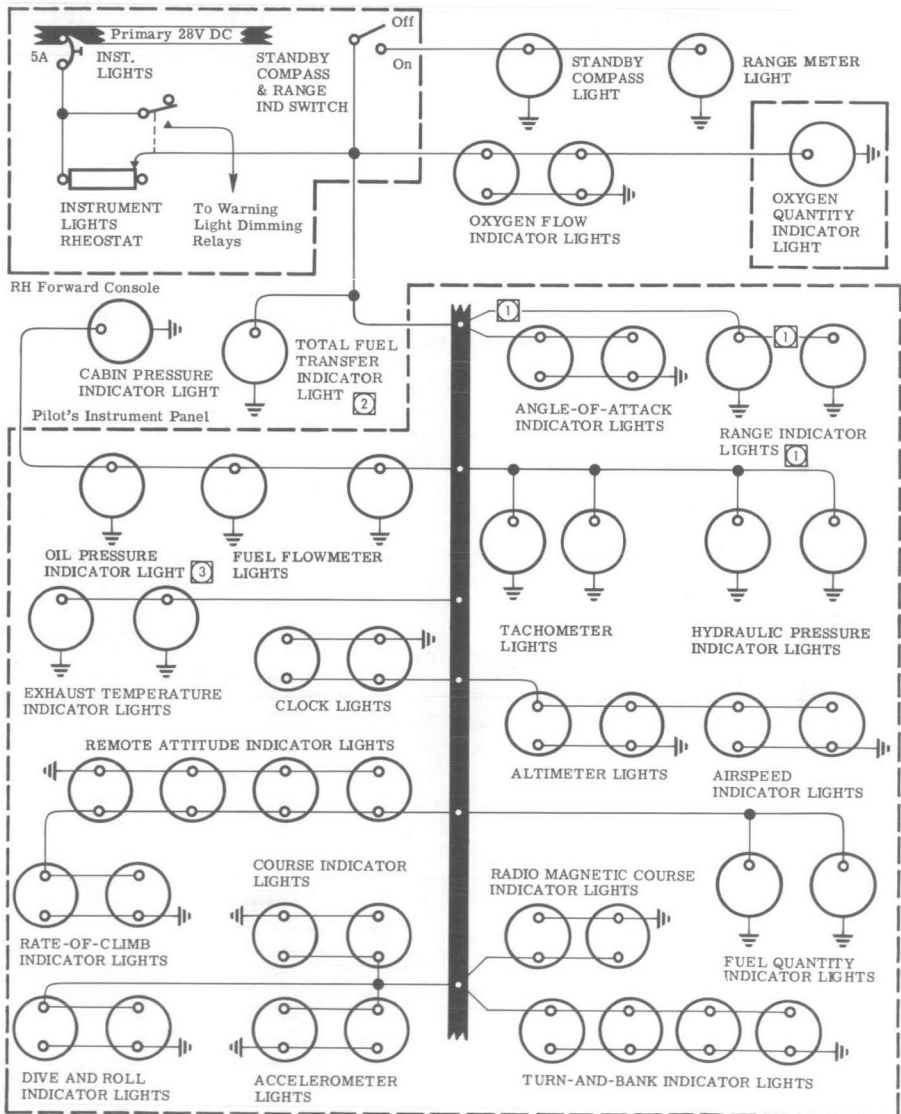 Primary 28V DC
5A
INST.
LIGHTS
STANDBY
COMPASS
& RANGE
IND SWITCH
Off
On
STANDBY
COMPASS
LIGHT
RANGE METER
LIGHT
INSTRUMENT
LIGHTS
RHEOSTAT
To Warning
Light Dimming
Relays
OXYGEN FLOW
INDICATOR LIGHTS
OXYGEN
QUANTITY
INDICATOR
LIGHT
RH Forward Console
CABIN PRESSURE
INDICATOR LIGHT
TOTAL FUEL
TRANSFER
INDICATOR
LIGHT 2
1
1
ANGLE-OF-ATTACK
INDICATOR LIGHTS
RANGE INDICATOR
LIGHTS 1
Pilot's Instrument Panel
OIL PRESSURE
INDICATOR LIGHT 3
FUEL FLOWMETER
LIGHTS
TACHOMETER
LIGHTS
HYDRAULIC PRESSURE
INDICATOR LIGHTS
EXHAUST TEMPERATURE
INDICATOR LIGHTS
CLOCK LIGHTS
ALTIMETER LIGHTS
AIRSPEED
INDICATOR LIGHTS
REMOTE ATTITUDE INDICATOR LIGHTS
RATE-OF-CLIMB
INDICATOR LIGHTS
COURSE INDICATOR
LIGHTS
RADIO MAGNETIC COURSE
INDICATOR LIGHTS
FUEL QUANTITY
INDICATOR LIGHTS
DIVE AND ROLL
INDICATOR LIGHTS
ACCELEROMETER
LIGHTS
TURN-AND-BANK INDICATOR LIGHTS